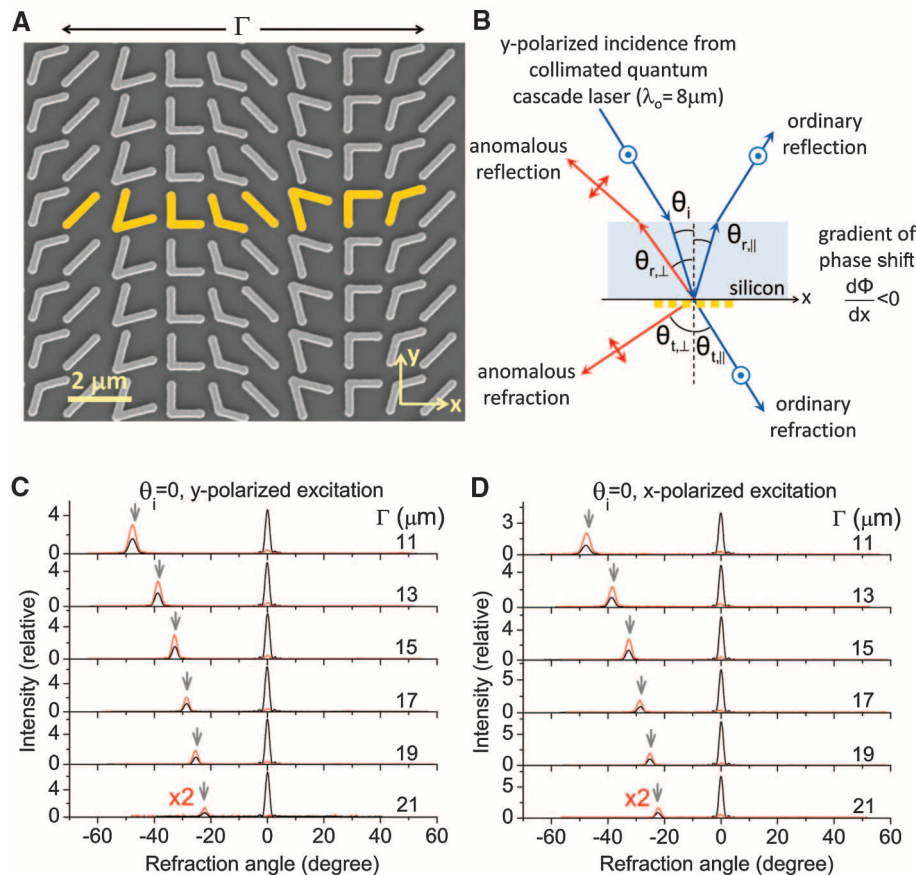 A
Γ
2 μm
y
x
B
y-polarized incidence from
collimated quantum
cascade laser (λo=8μm)
ordinary
reflection
anomalous
reflection
θi
θr,||
θr,⊥
silicon
x
gradient of
phase shift
dΦ
dx
<0
θt,⊥
θt,||
anomalous
refraction
ordinary
refraction
C
θi=0, y-polarized excitation
Γ (μm)
4
0
11
4
0
13
4
0
15
4
0
17
4
0
19
4
0
x2
21
Intensity (relative)
-60 -40 -20 0 20 40 60
Refraction angle (degree)
D
θi=0, x-polarized excitation
Γ (μm)
3
0
11
4
0
13
4
0
15
5
0
17
5
0
19
5
0
x2
21
Intensity (relative)
-60 -40 -20 0 20 40 60
Refraction angle (degree)